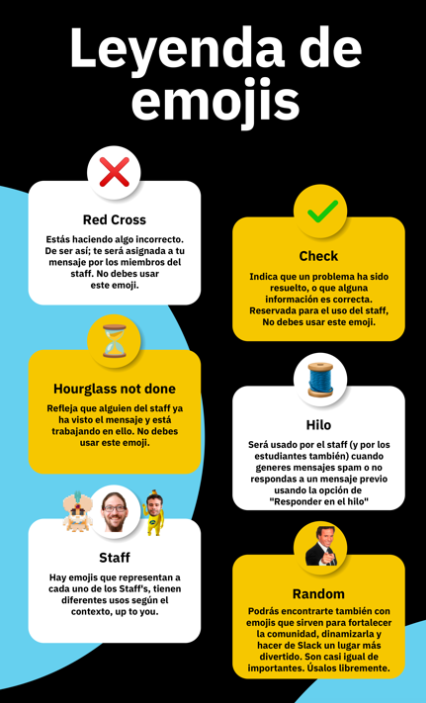 Leyenda de
emojis
Red Cross
Estás haciendo algo incorrecto.
De ser así; te será asignada a tu
mensaje por los miembros del
staff. No debes usar
este emoji.
Check
Indica que un problema ha sido
resuelto, o que alguna
información es correcta.
Reservada para el uso del staff,
No debes usar este emoji.
Hourglass not done
Refleja que alguien del staff ya
ha visto el mensaje y está
trabajando en ello. No debes
usar este emoji.
Hilo
Será usado por el staff (y por los
estudiantes también) cuando
generes mensajes spam o no
respondas a un mensaje previo
usando la opción de
"Responder en el hilo"
Staff
Hay emojis que representan a
cada uno de los Staff's, tienen
diferentes usos según el
contexto, up to you.
Random
Podrás encontrarte también con
emojis que sirven para fortalecer
la comunidad, dinamizarla y
hacer de Slack un lugar más
divertido. Son casi igual de
importantes. Úsalos libremente.